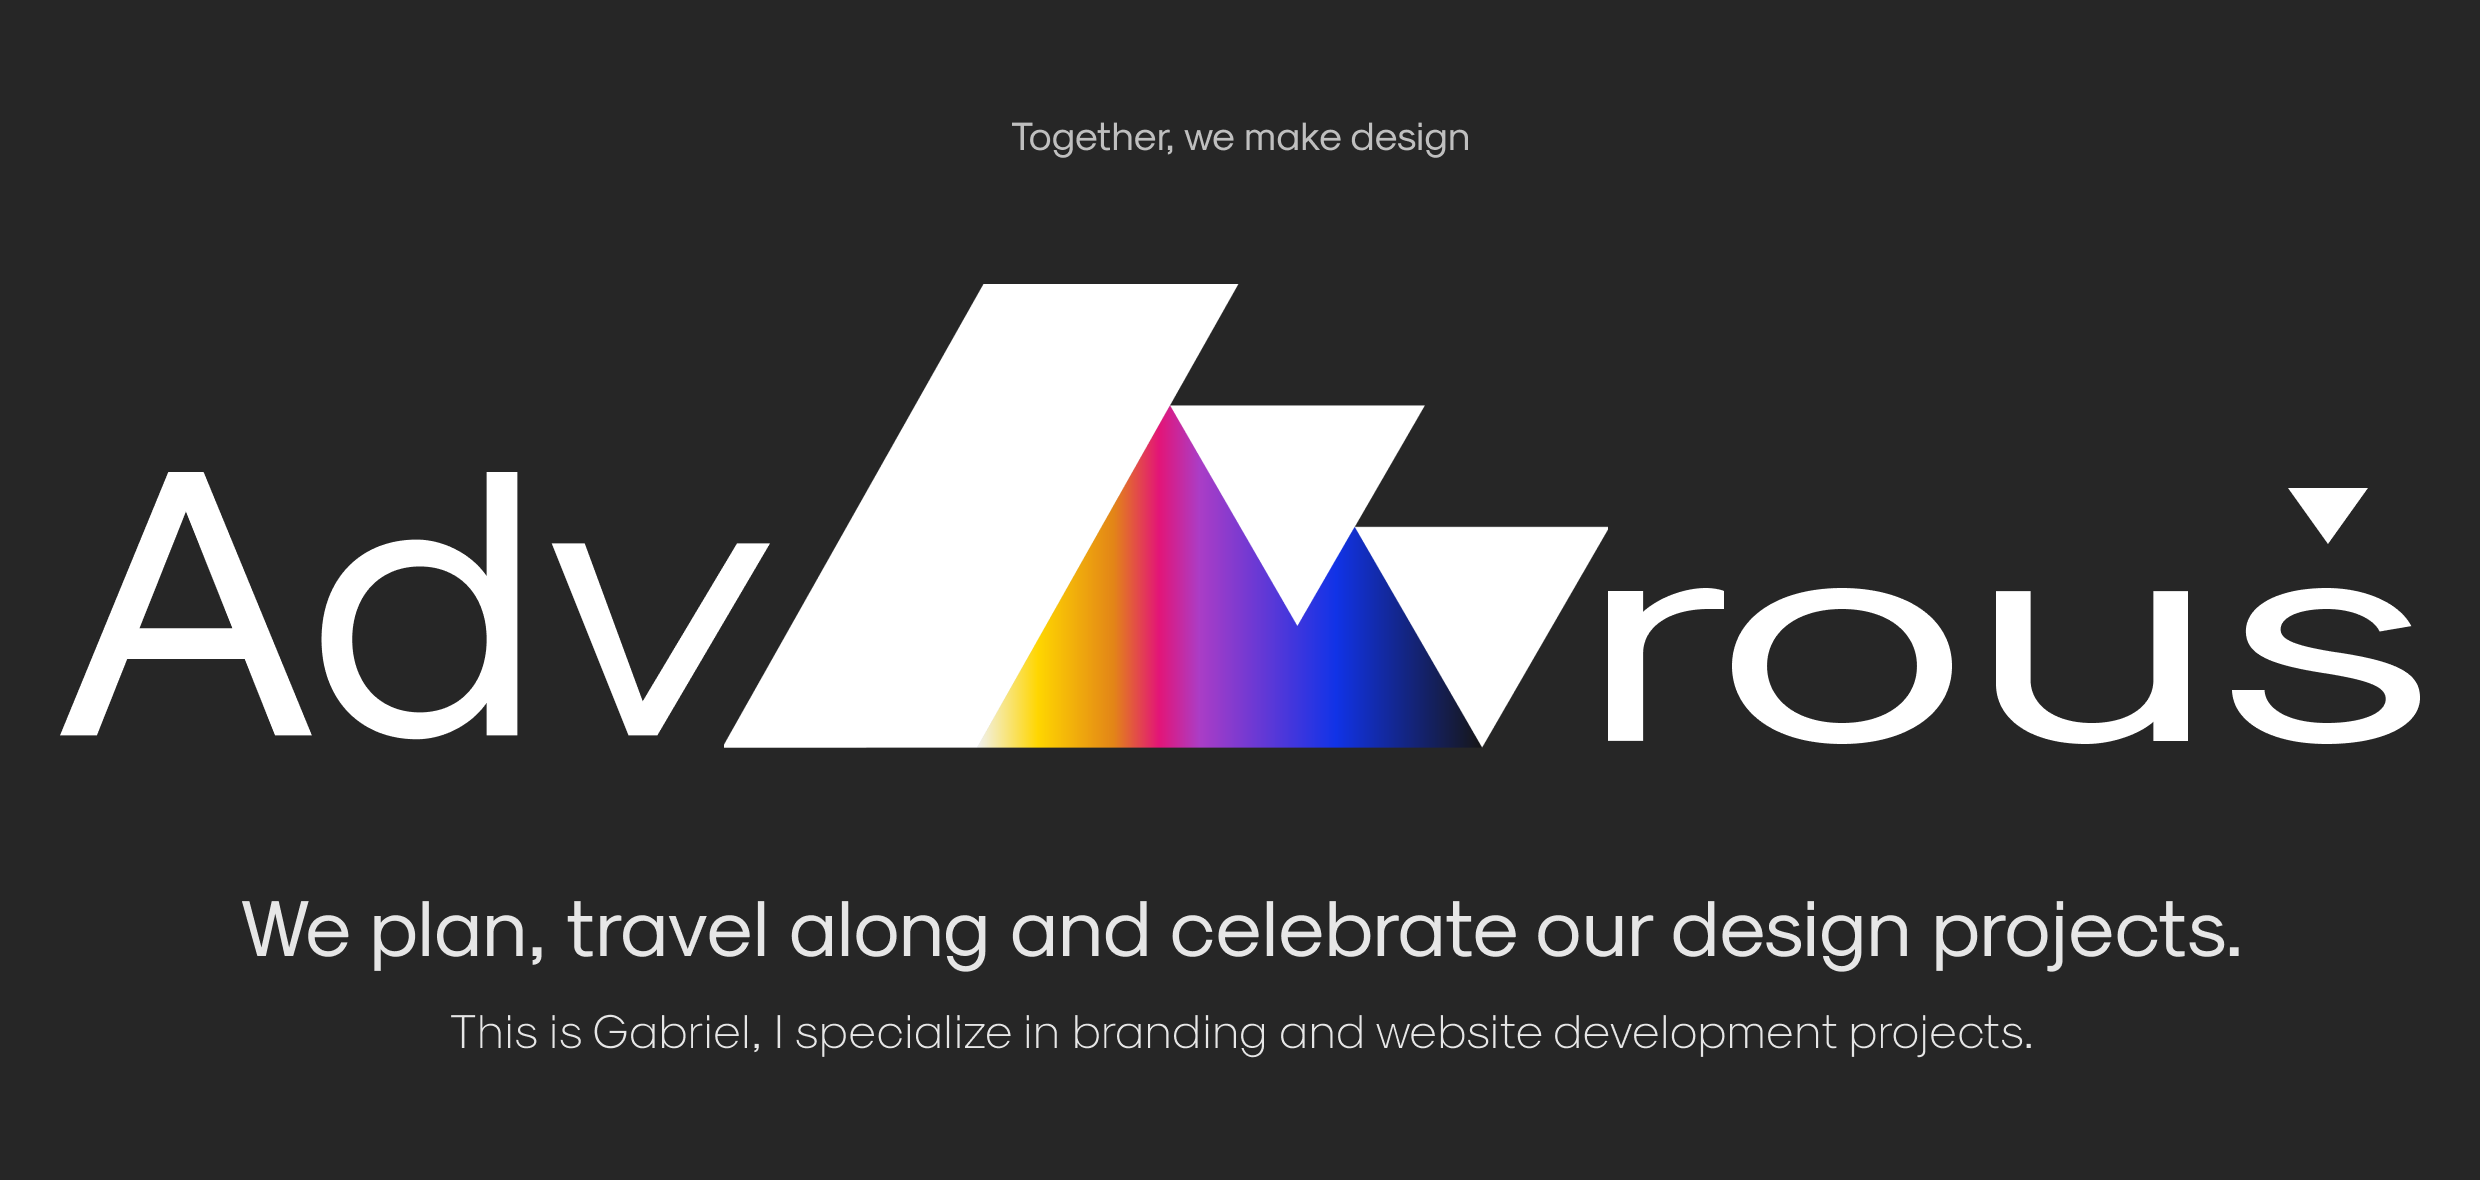 Together, we make design
Adv rous
We plan, travel along and celebrate our design projects.
This is Gabriel, I specialize in branding and website development projects.